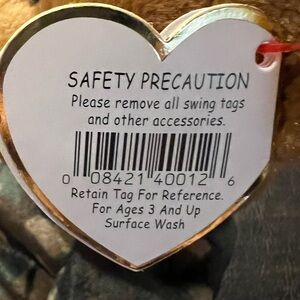 SAFETY PRECAUTION
Please remove all swing tags
and other accessories.
0 08421 40012 6
Retain Tag For Reference.
For Ages 3 And Up
Surface Wash